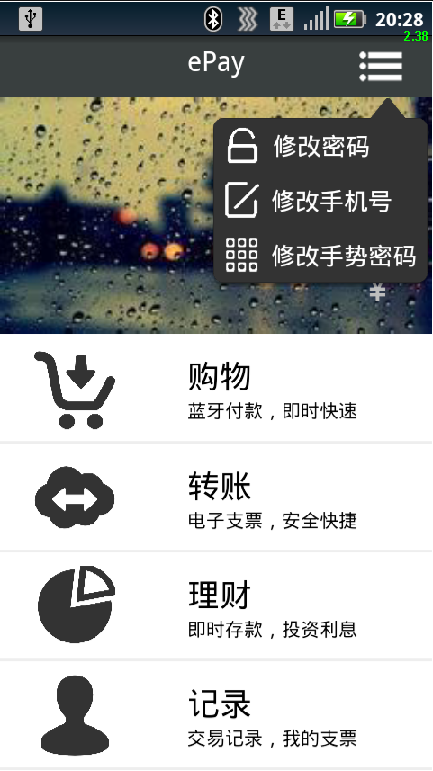 E
20:28
2.38
ePay
修改密码
修改手机号
修改手势密码
¥
购物
蓝牙付款，即时快速
转账
电子支票，安全快捷
理财
即时存款，投资利息
记录
交易记录，我的支票